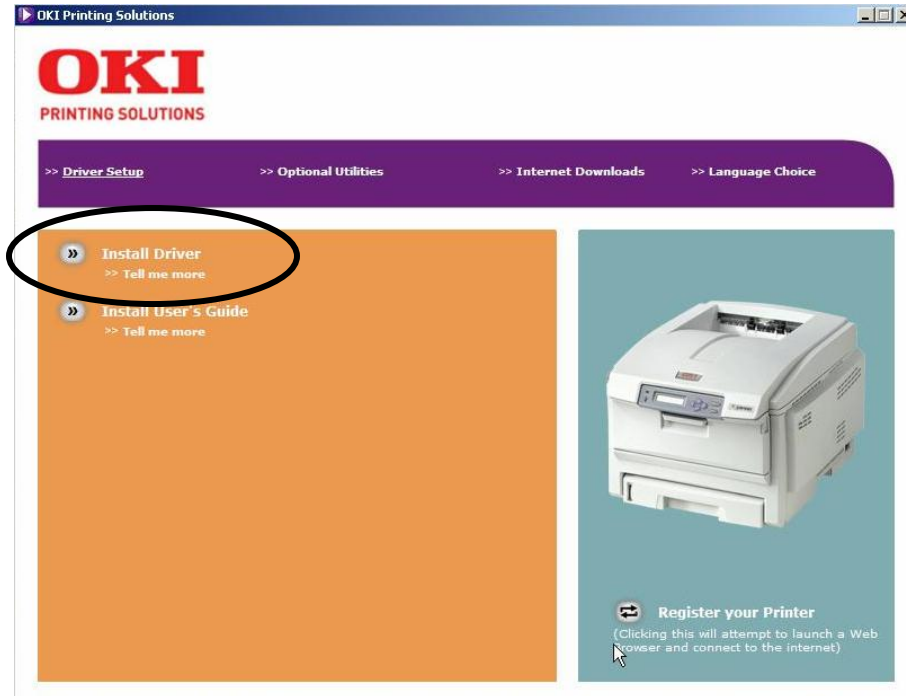 OKI Printing Solutions
OKI
PRINTING SOLUTIONS
>> Driver Setup >> Optional Utilities >> Internet Downloads >> Language Choice
» Install Driver
>> Tell me more
» Install User's Guide
>> Tell me more
OKI
Register your Printer
(Clicking this will attempt to launch a Web
Browser and connect to the internet)